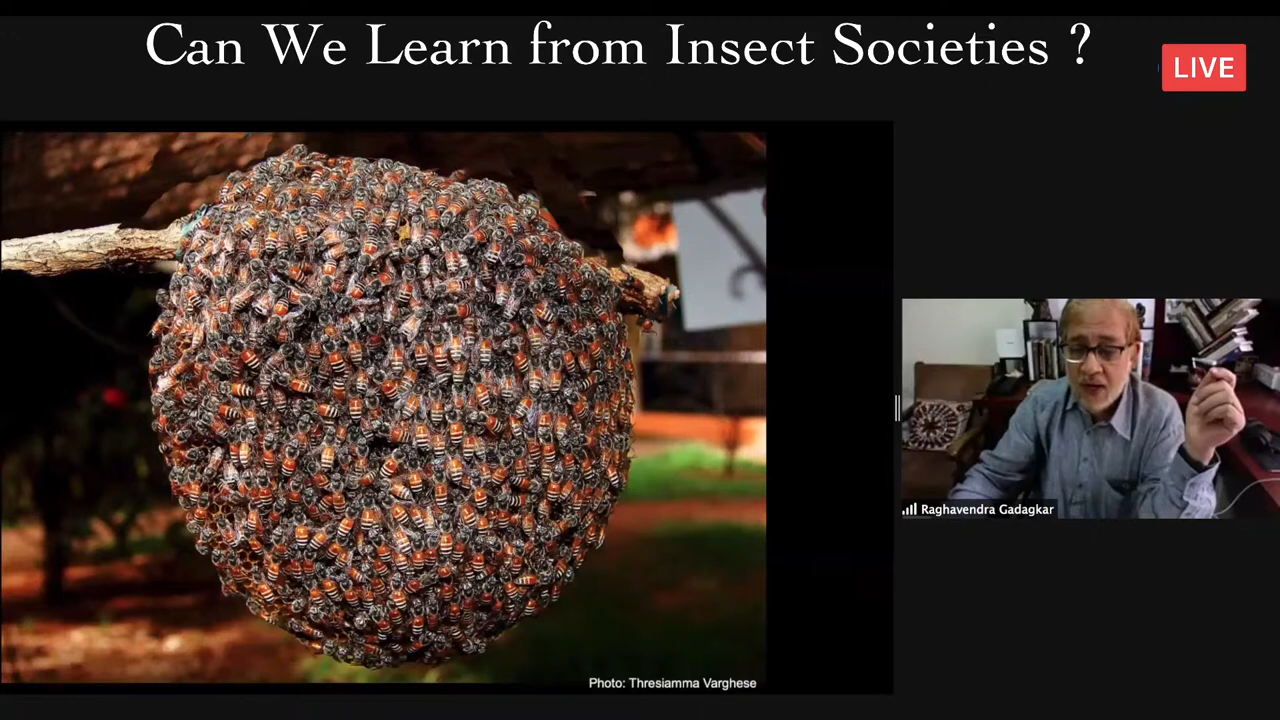 Can We Learn from Insect Societies ?
LIVE
Raghavendra Gadagkar
Photo: Thresiamma Varghese